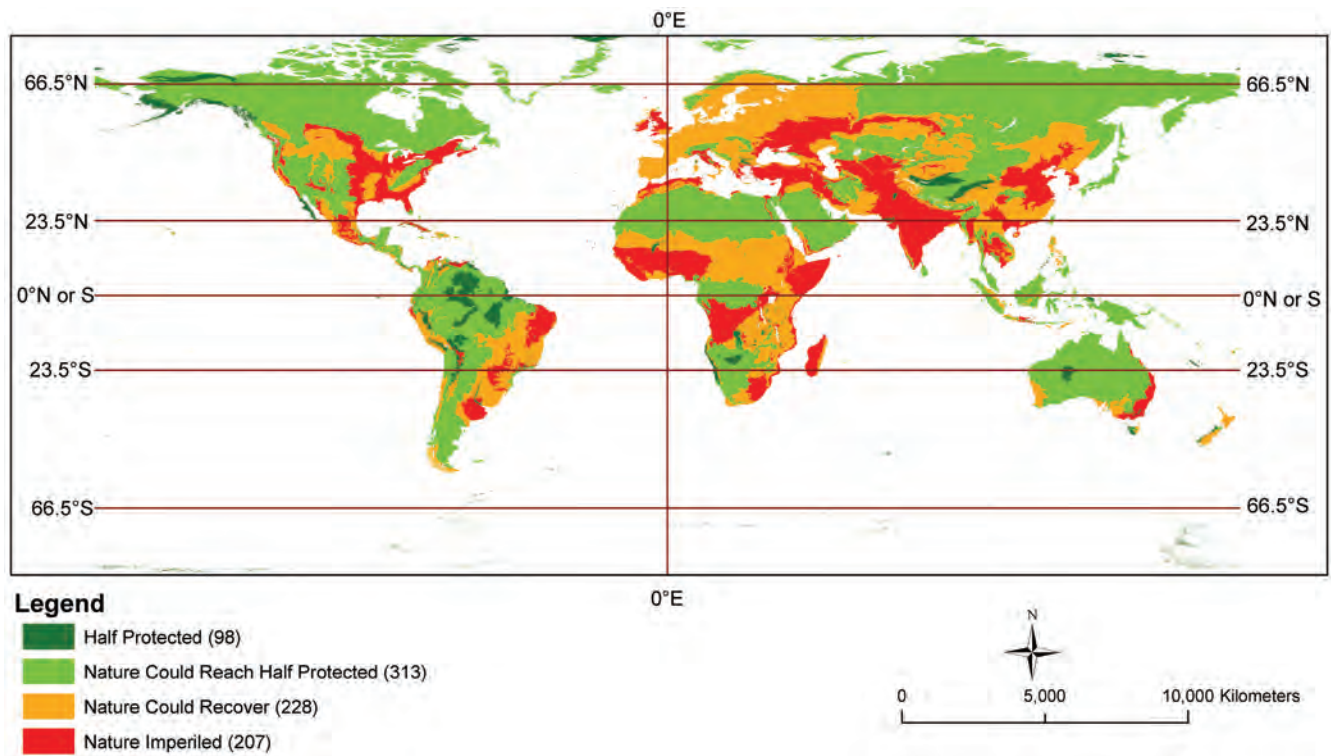 0°E
66.5°N
66.5°N
23.5°N
23.5°N
0°N or S
0°N or S
23.5°S
23.5°S
66.5°S
66.5°S
0°E
Legend
Half Protected (98)
Nature Could Reach Half Protected (313)
Nature Could Recover (228)
Nature Imperiled (207)
N
0 5,000 10,000 Kilometers